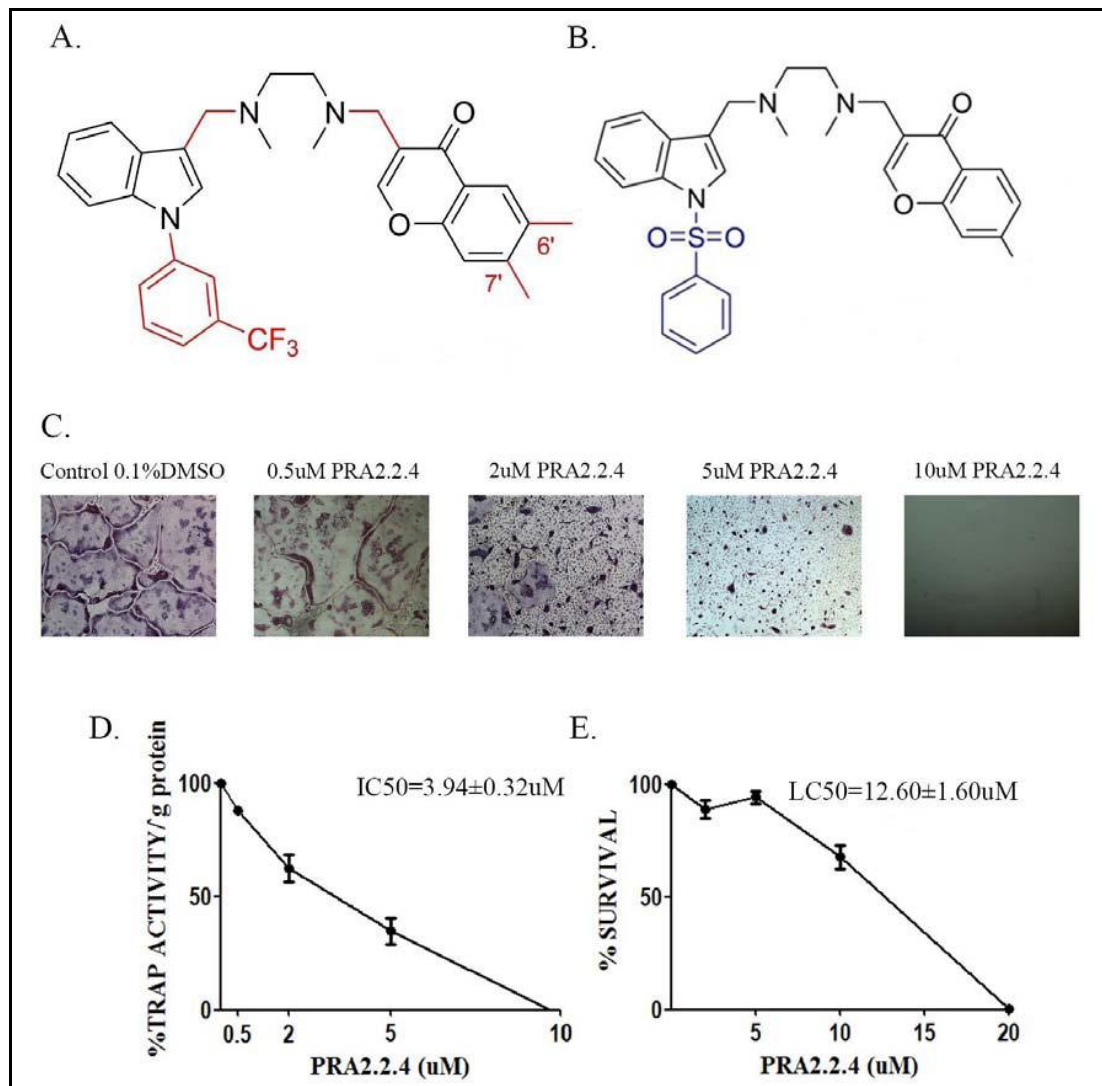 A.
B.
N
N
O
O
N
6'
7'
CF3
N
N
O
O
N
O=S=O
C.
Control 0.1%DMSO
0.5uM PRA2.2.4
2uM PRA2.2.4
5uM PRA2.2.4
10uM PRA2.2.4
D.
%TRAP ACTIVITY/g protein
100
50
0
0.5
2
5
10
PRA2.2.4 (uM)
IC50=3.94±0.32uM
E.
% SURVIVAL
100
50
0
5
10
15
20
PRA2.2.4 (uM)
LC50=12.60±1.60uM